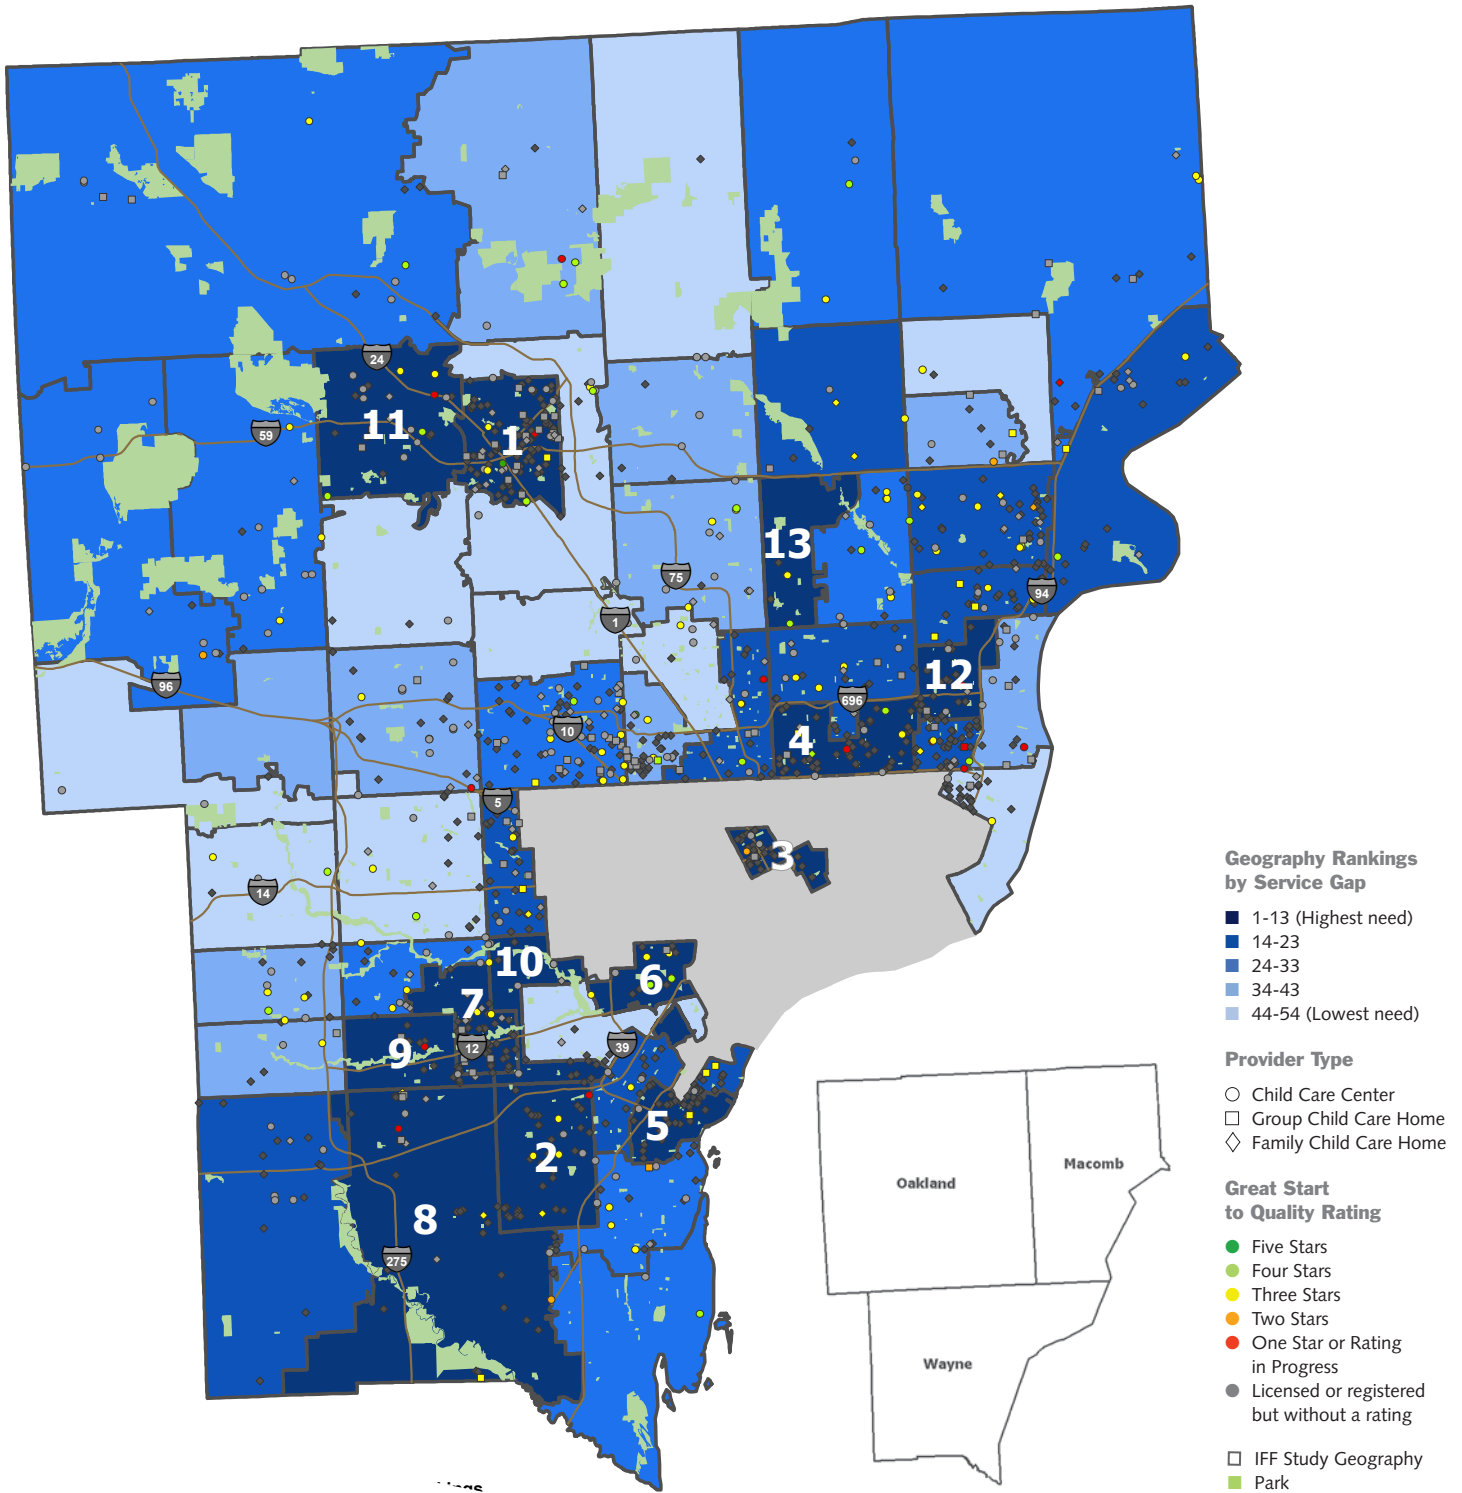 24
11
1
59
13
75
94
1
12
96
696
10
4
5
3
14
10
6
7
9
12
39
5
2
8
275
Geography Rankings
by Service Gap
1-13 (Highest need)
14-23
24-33
34-43
44-54 (Lowest need)
Provider Type
Child Care Center
Group Child Care Home
Family Child Care Home
Great Start
to Quality Rating
Five Stars
Four Stars
Three Stars
Two Stars
One Star or Rating
in Progress
Licensed or registered
but without a rating
IFF Study Geography
Park
Macomb
Oakland
Wayne